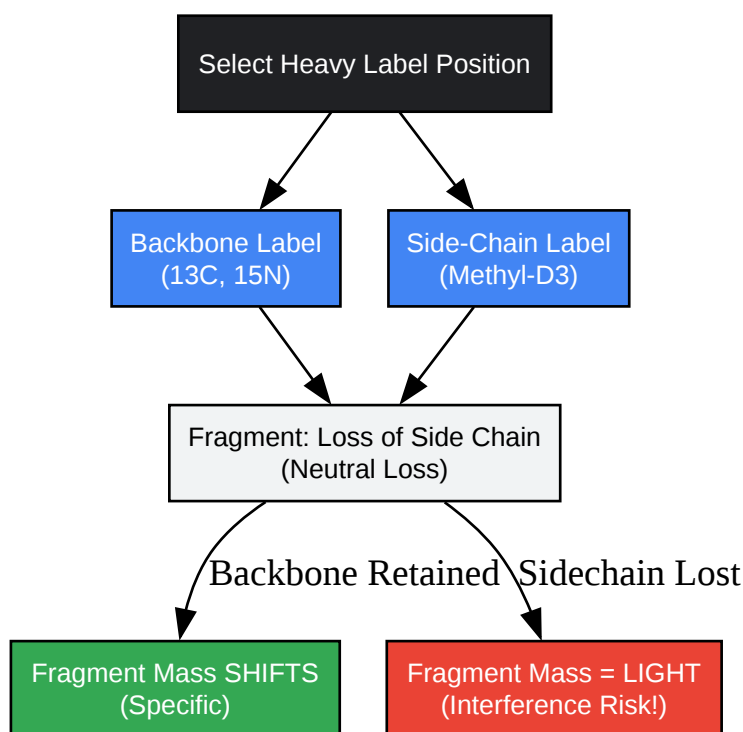 Select Heavy Label Position
Backbone Label
(13C, 15N)
Side-Chain Label
(Methyl-D3)
Fragment: Loss of Side Chain
(Neutral Loss)
Backbone Retained
Sidechain Lost
Fragment Mass SHIFTS
(Specific)
Fragment Mass = LIGHT
(Interference Risk!)